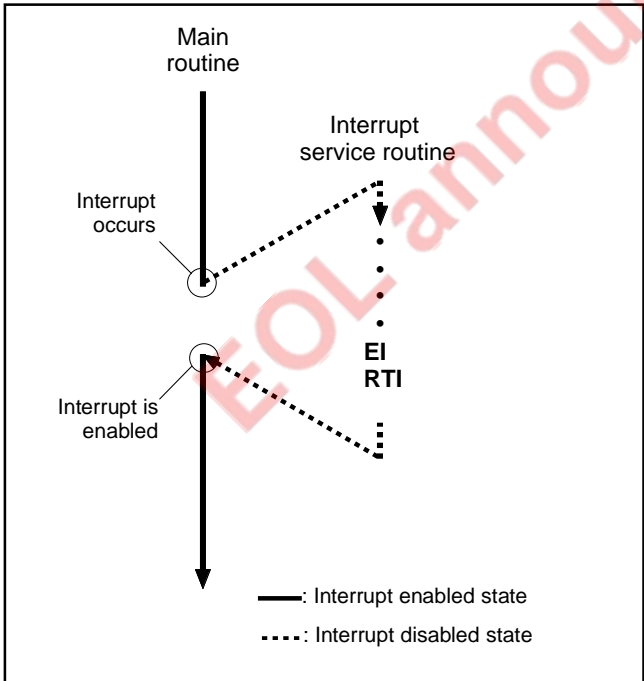 Main
routine
Interrupt
service routine
Interrupt
occurs
EI
RTI
Interrupt is
enabled
: Interrupt enabled state
: Interrupt disabled state
EOL annou